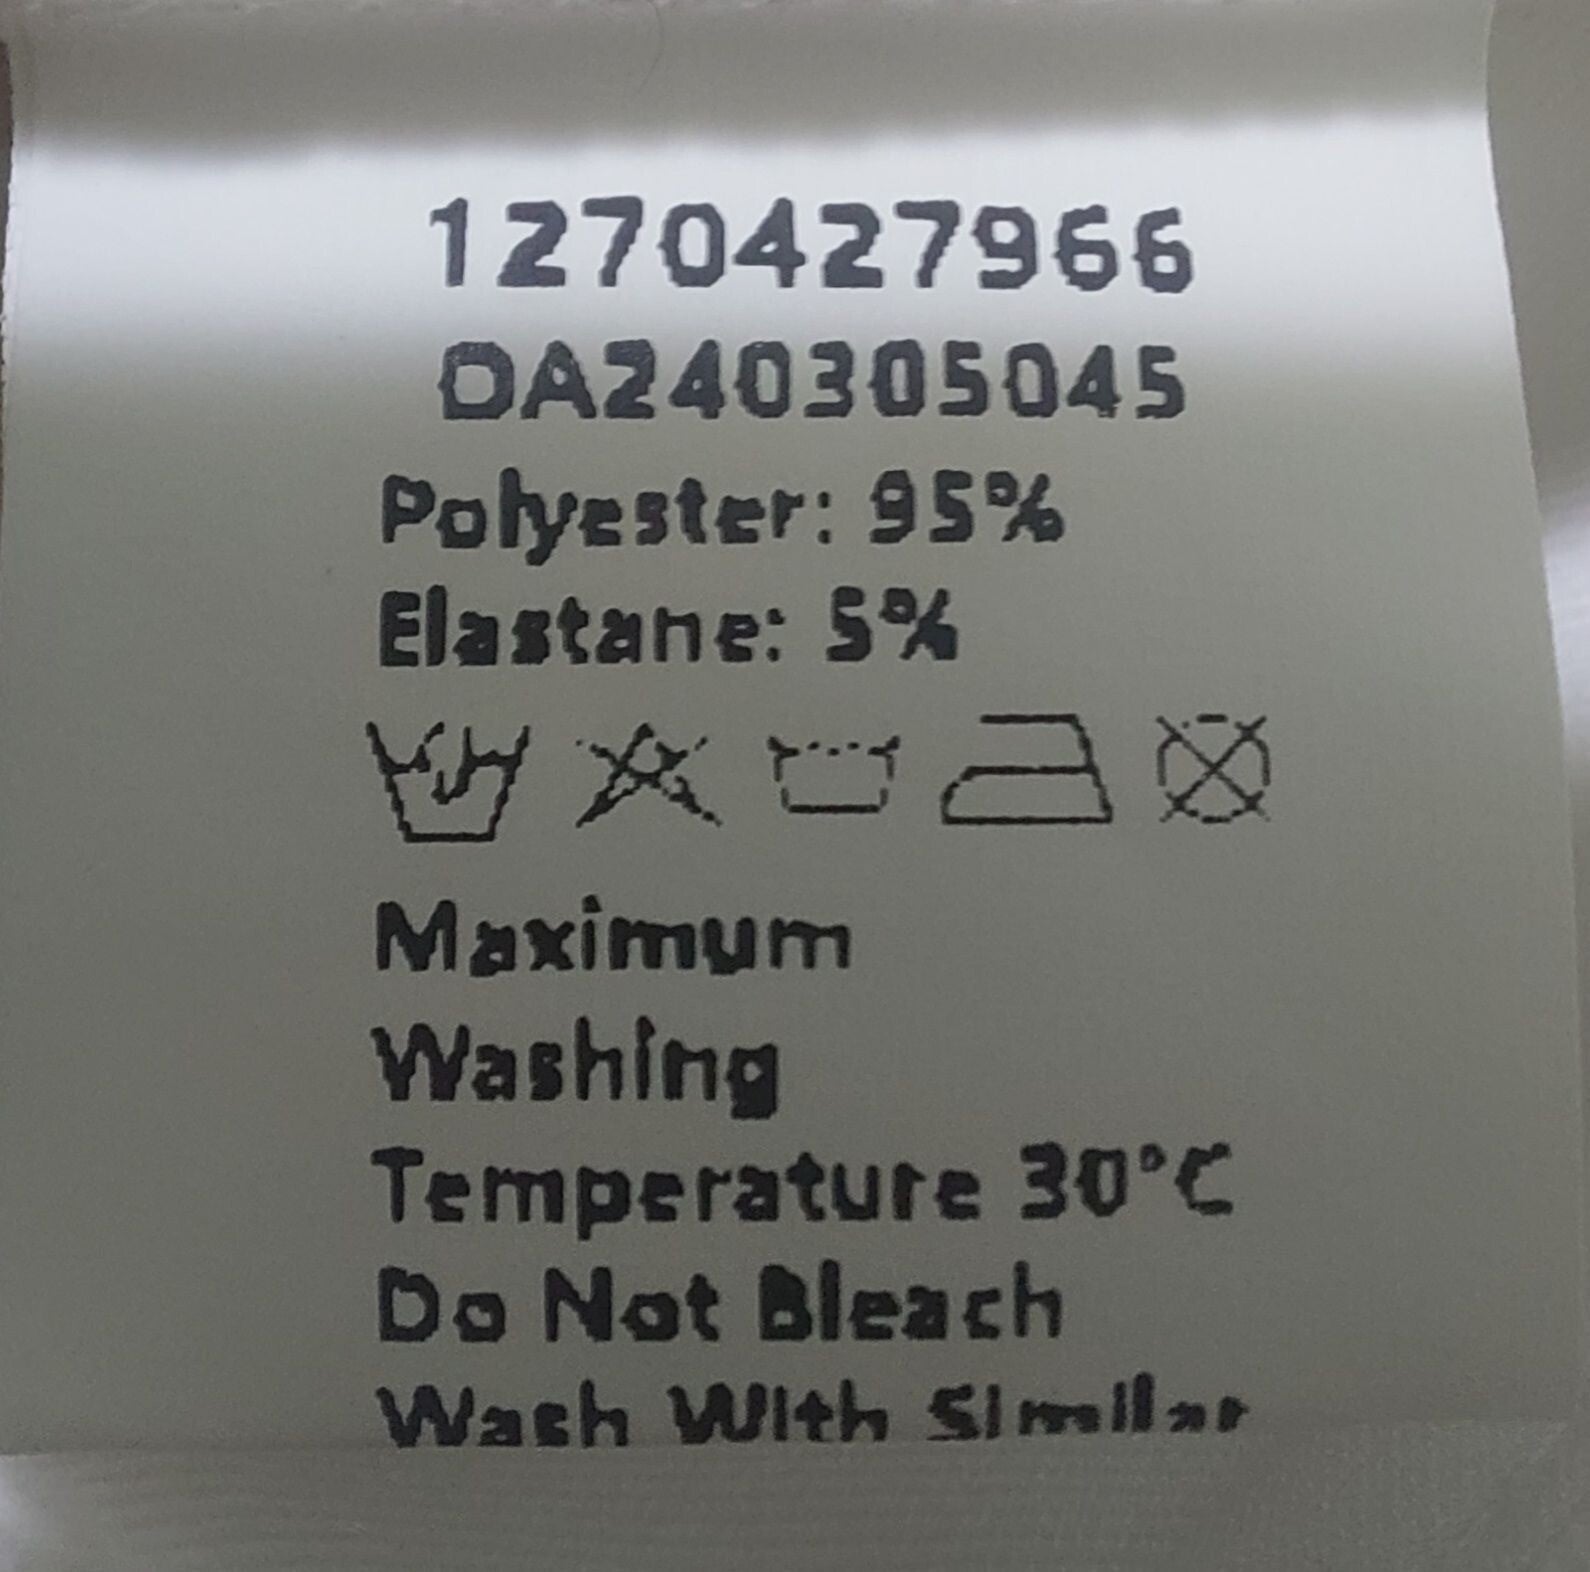 1270427966
DA240305045
Polyester: 95%
Elastane: 5%
Maximum
Washing
Temperature 30°C
Do Not Bleach
Wash With Similar